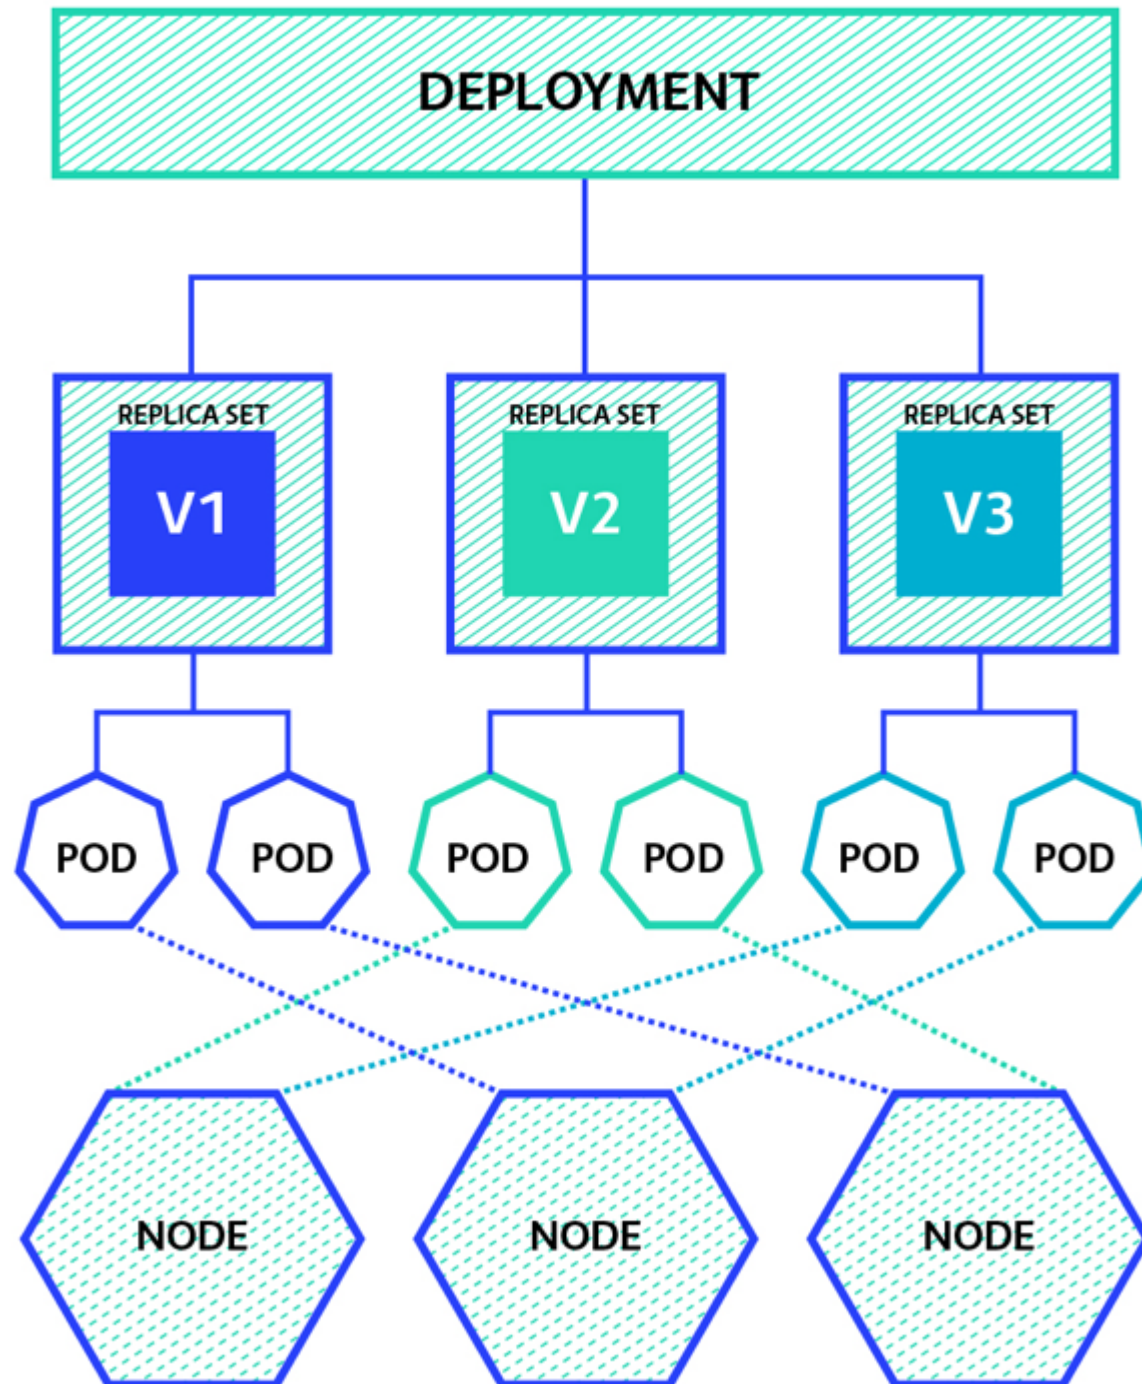 DEPLOYMENT
REPLICA SET
V1
REPLICA SET
V2
REPLICA SET
V3
POD
POD
POD
POD
POD
POD
NODE
NODE
NODE